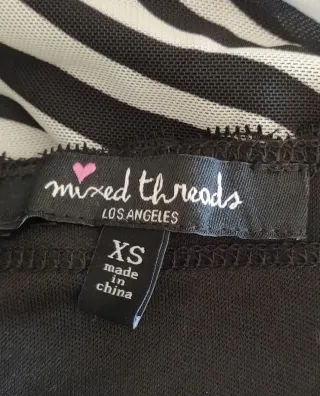 mixed threads
LOS ANGELES
XS
made
in
china